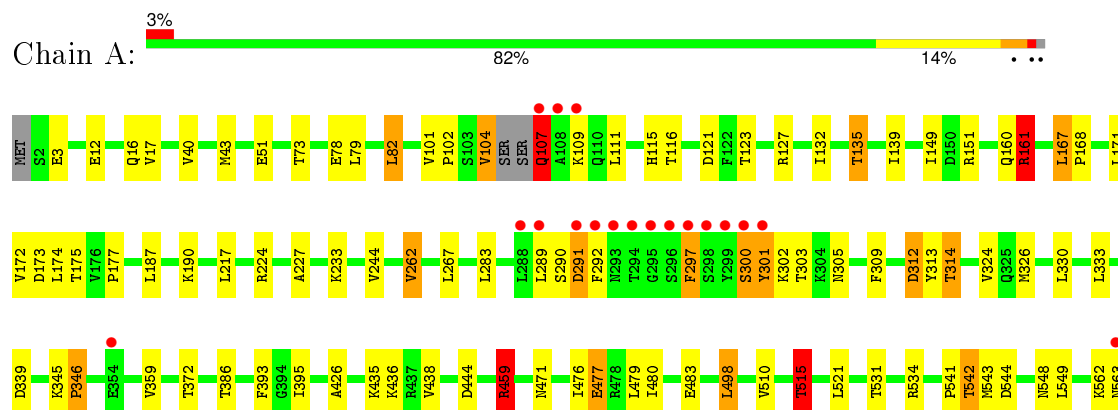 3%
Chain A:
82% 14% • ••
MET S2 E3 E12 Q16 V17 V40 M43 E51 T73 E78 L79 L82 V101 P102 S103 V104 SER SER Q107 A108 K109 Q110 L111 H115 T116 D121 F122 T123 R127 I132 T135 I139 I149 D150 R151 Q160 R161 L167 P168
V172 D173 L174 T175 V176 P177 L187 K190 L217 R224 A227 K233 V244 V262 L267 L283 L288 L289 S290 D291 F292 N293 T294 G295 S296 F297 S298 Y299 S300 Y301 K302 T303 K304 N305 F309 D312 Y313 T314 V324 Q325 M326 L330 L333
D339 K345 P346 E354 V359 T372 T386 F393 G394 I395 A426 K435 K436 R437 V438 D444 R459 N471 I476 E477 R478 L479 I480 E483 L498 V510 T515 L521 T531 R534 P541 T542 M543 D544 N548 L549 K562